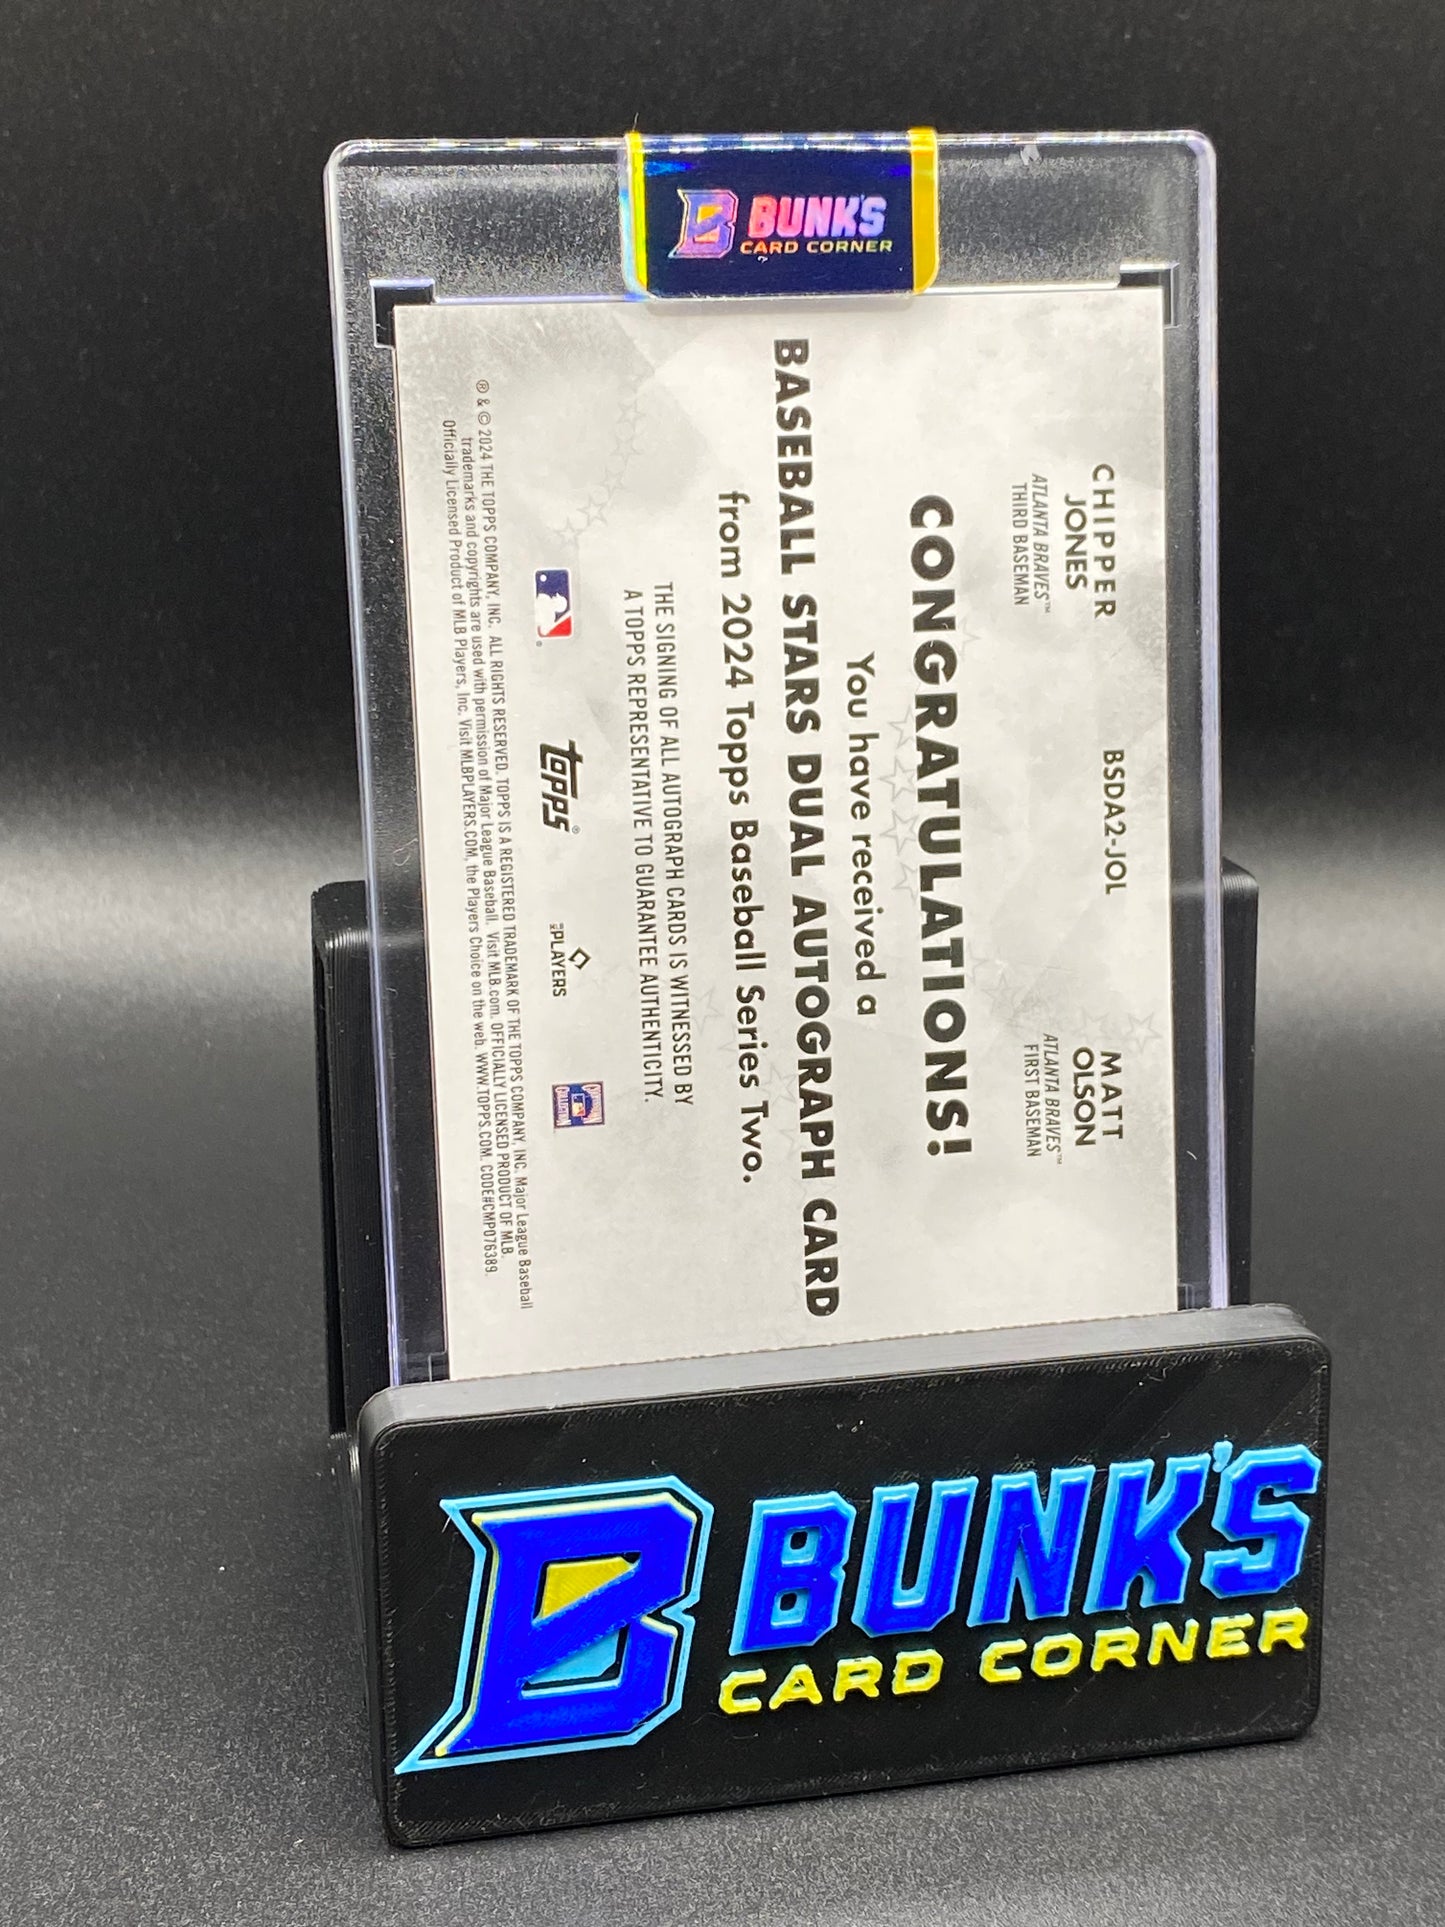 BUNK'S
CARD CORNER
CHIPPER
JONES
ATLANTA BRAVES™
THIRD BASEMAN
BSDA2-JOL
MATT
OLSON
ATLANTA BRAVES™
FIRST BASEMAN
CONGRATULATIONS!
You have received a
BASEBALL STARS DUAL AUTOGRAPH CARD
from 2024 Topps Baseball Series Two.
THE SIGNING OF ALL AUTOGRAPH CARDS IS WITNESSED BY
A TOPPS REPRESENTATIVE TO GUARANTEE AUTHENTICITY.
topps®
PLAYERS
® & © 2024 THE TOPPS COMPANY, INC. ALL RIGHTS RESERVED. TOPPS IS A REGISTERED TRADEMARK OF THE TOPPS COMPANY, INC. Major League Baseball
trademarks and copyrights are used with permission of Major League Baseball. Visit MLB.com. OFFICIALLY LICENSED PRODUCT OF MLB.
Officially Licensed Product of MLB Players, Inc. Visit MLBPLAYERS.COM, the Players Choice on the web. WWW.TOPPS.COM. CODE#CMP076389.
B BUNK'S
CARD CORNER